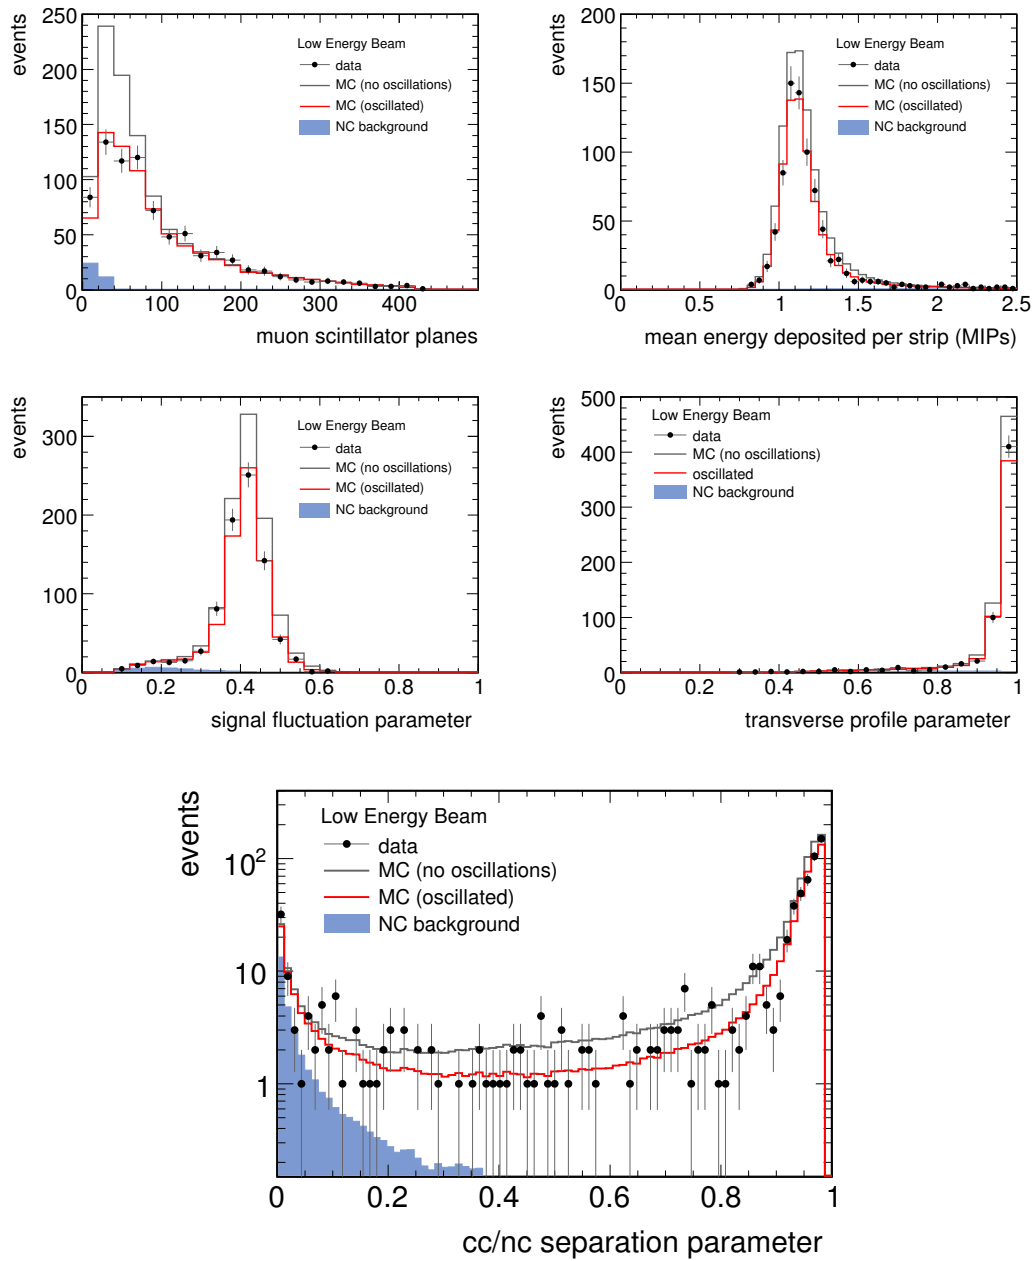 events
250
200
150
100
50
0
0 100 200 300 400
muon scintillator planes
Low Energy Beam
data
MC (no oscillations)
MC (oscillated)
NC background
events
200
150
100
50
0
0 0.5 1 1.5 2 2.5
mean energy deposited per strip (MIPs)
Low Energy Beam
data
MC (no oscillations)
MC (oscillated)
NC background
events
300
200
100
0
0 0.2 0.4 0.6 0.8 1
signal fluctuation parameter
Low Energy Beam
data
MC (no oscillations)
MC (oscillated)
NC background
events
500
400
300
200
100
0
0 0.2 0.4 0.6 0.8 1
transverse profile parameter
Low Energy Beam
data
MC (no oscillations)
oscillated
NC background
events
10²
10
1
0 0.2 0.4 0.6 0.8 1
cc/nc separation parameter
Low Energy Beam
data
MC (no oscillations)
MC (oscillated)
NC background